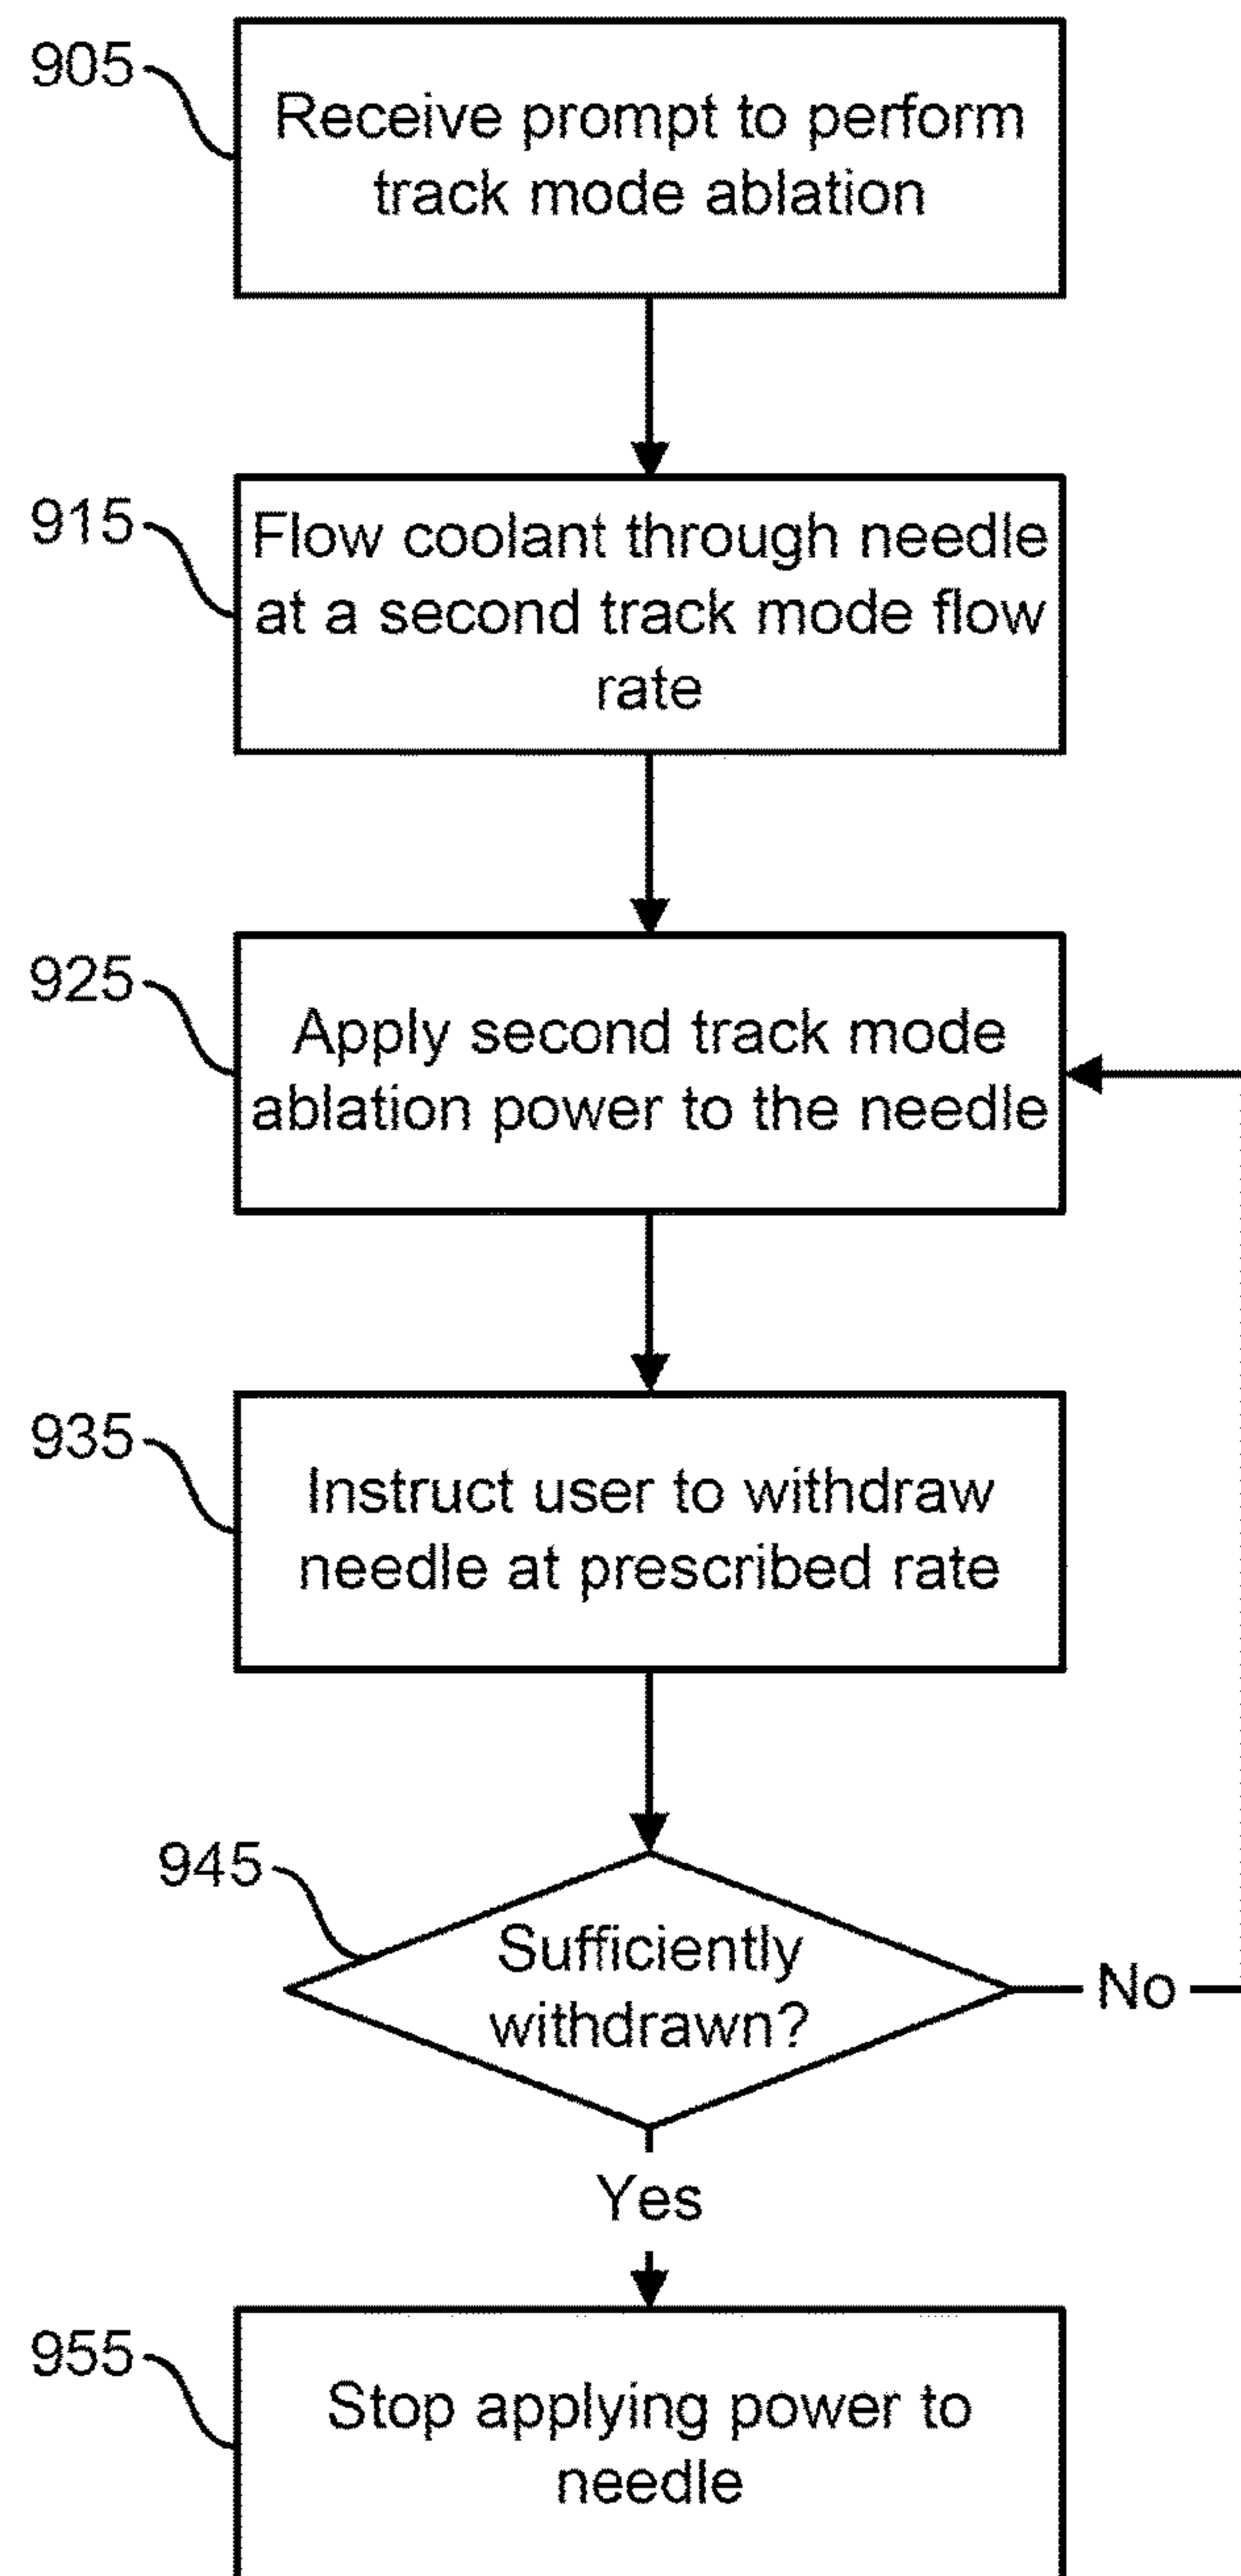 905
Receive prompt to perform
track mode ablation
915
Flow coolant through needle
at a second track mode flow
rate
925
Apply second track mode
ablation power to the needle
935
Instruct user to withdraw
needle at prescribed rate
945
Sufficiently
withdrawn?
No
Yes
955
Stop applying power to
needle